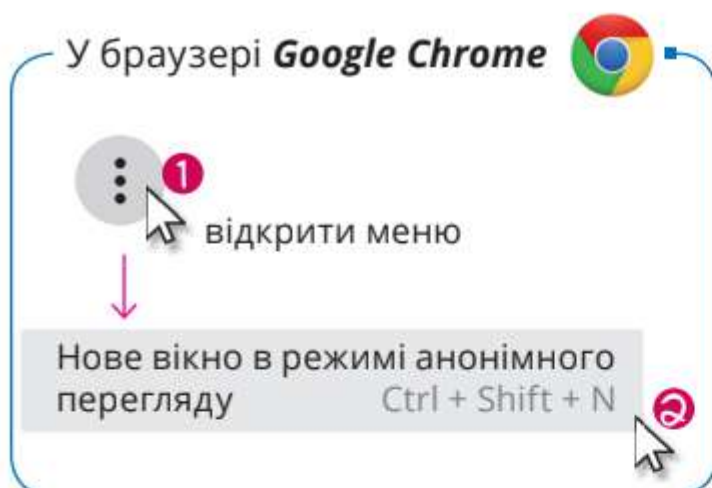 У браузері Google Chrome
1
відкрити меню
Нове вікно в режимі анонімного
перегляду Ctrl + Shift + N
2